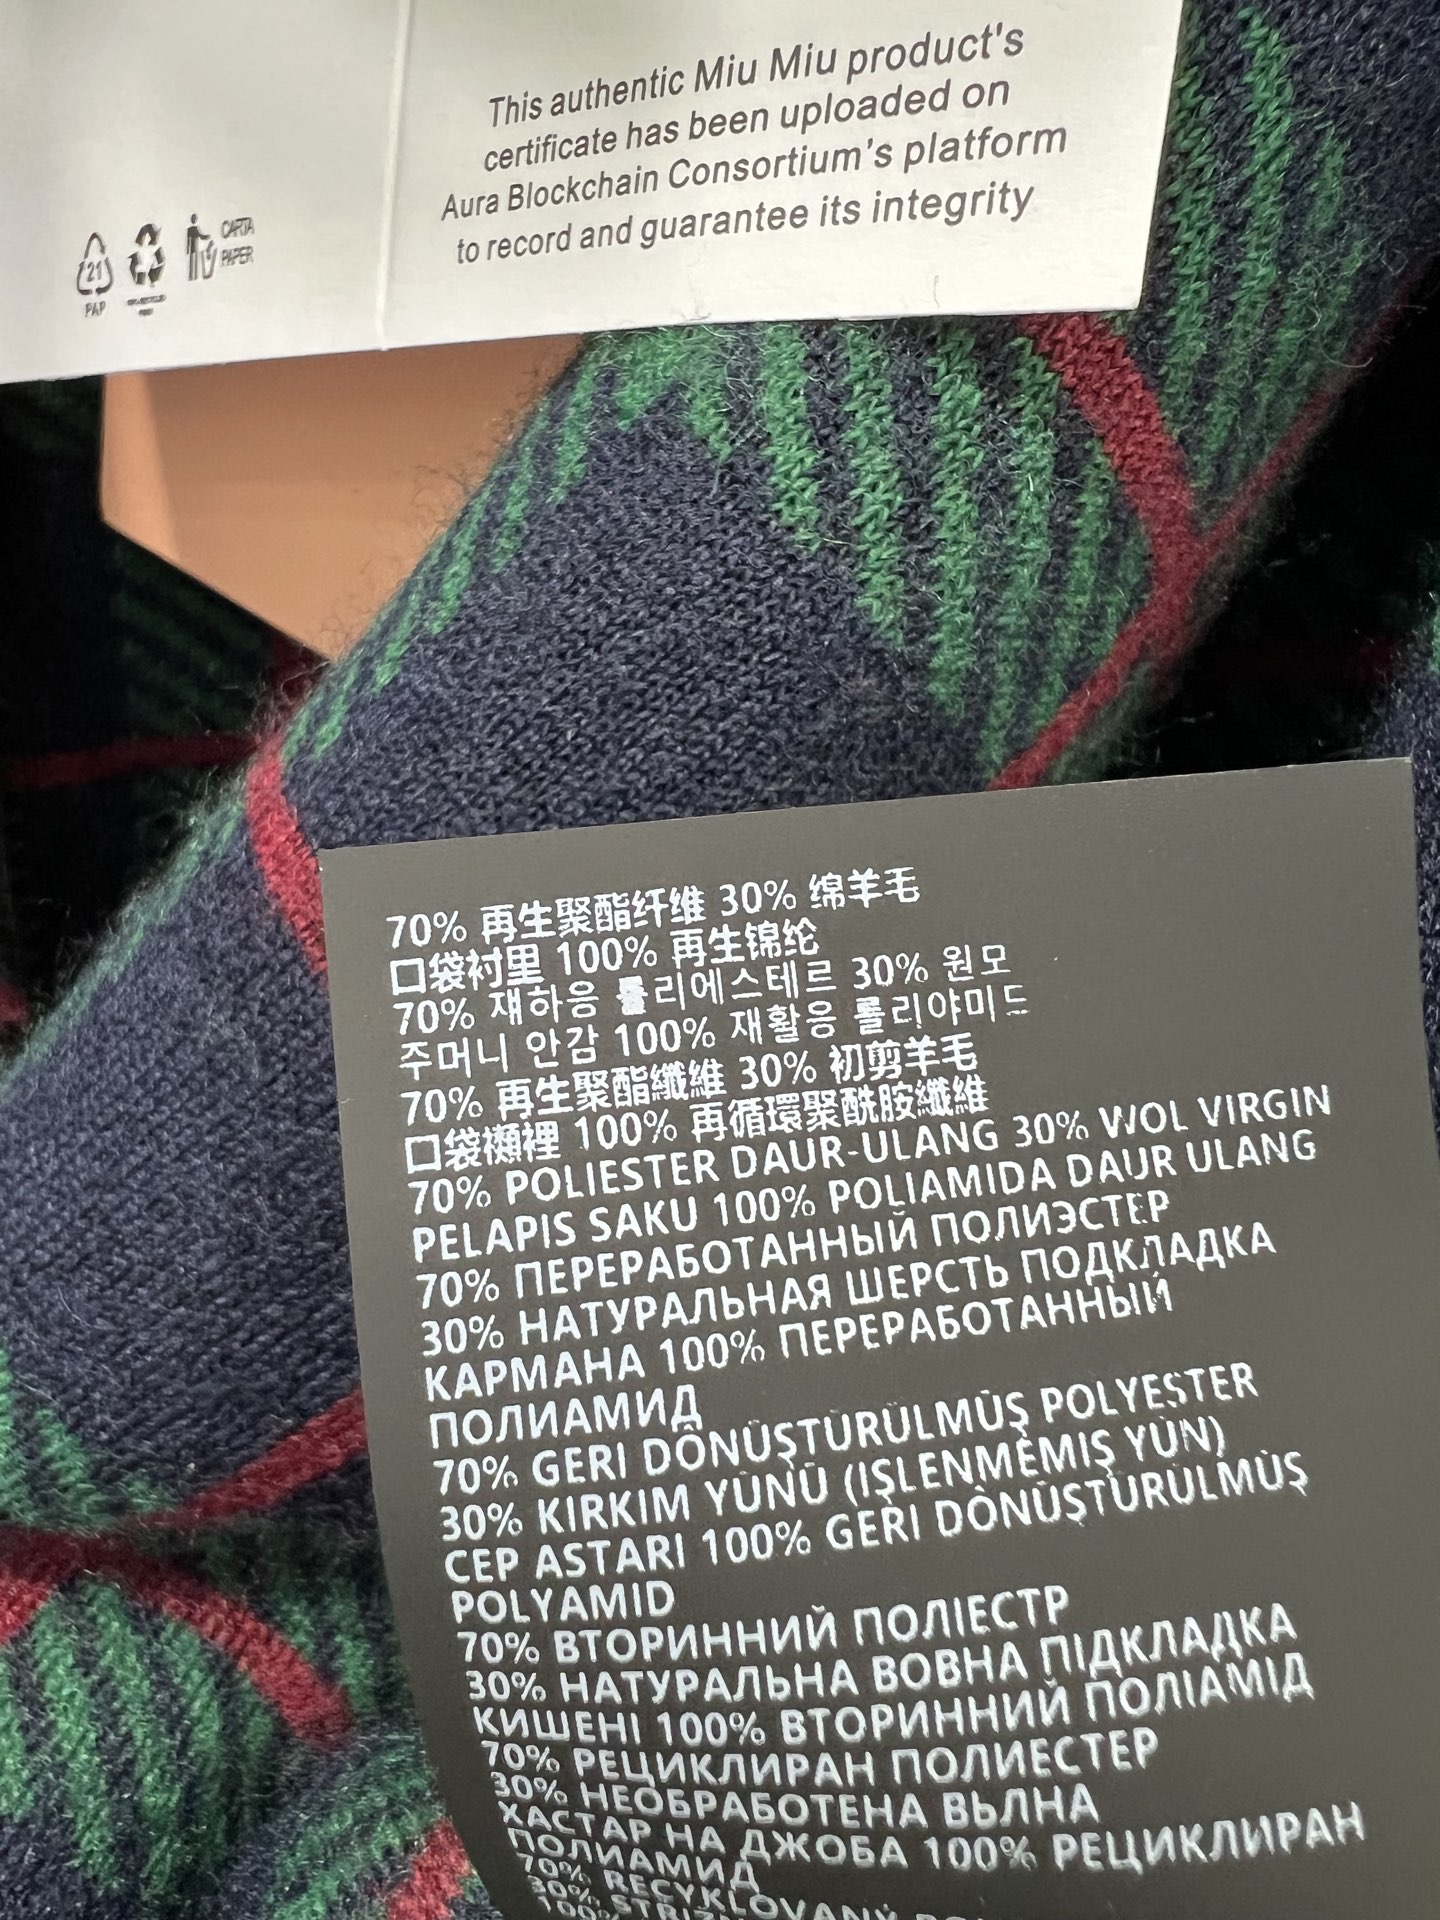 This authentic Miu Miu product's
certificate has been uploaded on
Aura Blockchain Consortium's platform
to record and guarantee its integrity
21
PAP
CARTA
PAPER
70% 再生聚酯纤维 30% 绵羊毛
口袋衬里 100% 再生锦纶
70% 재하응 폴리에스테르 30% 원모
주머니 안감 100% 재활응 폴리야미드
70% 再生聚酯纖維 30% 初剪羊毛
口袋襯裡 100% 再循環聚酰胺纖維
70% POLIESTER DAUR-ULANG 30% WOL VIRGIN
PELAPIS SAKU 100% POLIAMIDA DAUR ULANG
70% ПЕРЕРАБОТАННЫЙ ПОЛИЭСТЕР
30% НАТУРАЛЬНАЯ ШЕРСТЬ ПОДКЛАДКА
КАРМАНА 100% ПЕРЕРАБОТАННЫЙ
ПОЛИАМИД
70% GERI DÖNÜŞTÜRÜLMÜŞ POLYESTER
30% KIRKIM YÜNÜ (IŞLENMEMIŞ YÜN)
CEP ASTARI 100% GERI DÖNÜŞTÜRÜLMÜŞ
POLYAMID
70% ВТОРИННИЙ ПОЛІЕСТР
30% НАТУРАЛЬНА ВОВНА ПІДКЛАДКА
КИШЕНІ 100% ВТОРИННИЙ ПОЛІАМІД
70% РЕЦИКЛИРАН ПОЛИЕСТЕР
30% НЕОБРАБОТЕНА ВЬЛНА
ХАСТАР НА ДЖОБА 100% РЕЦИКЛИРАН
ПОЛИАМИД
70% RECYKLOVANÝ
30%
100%